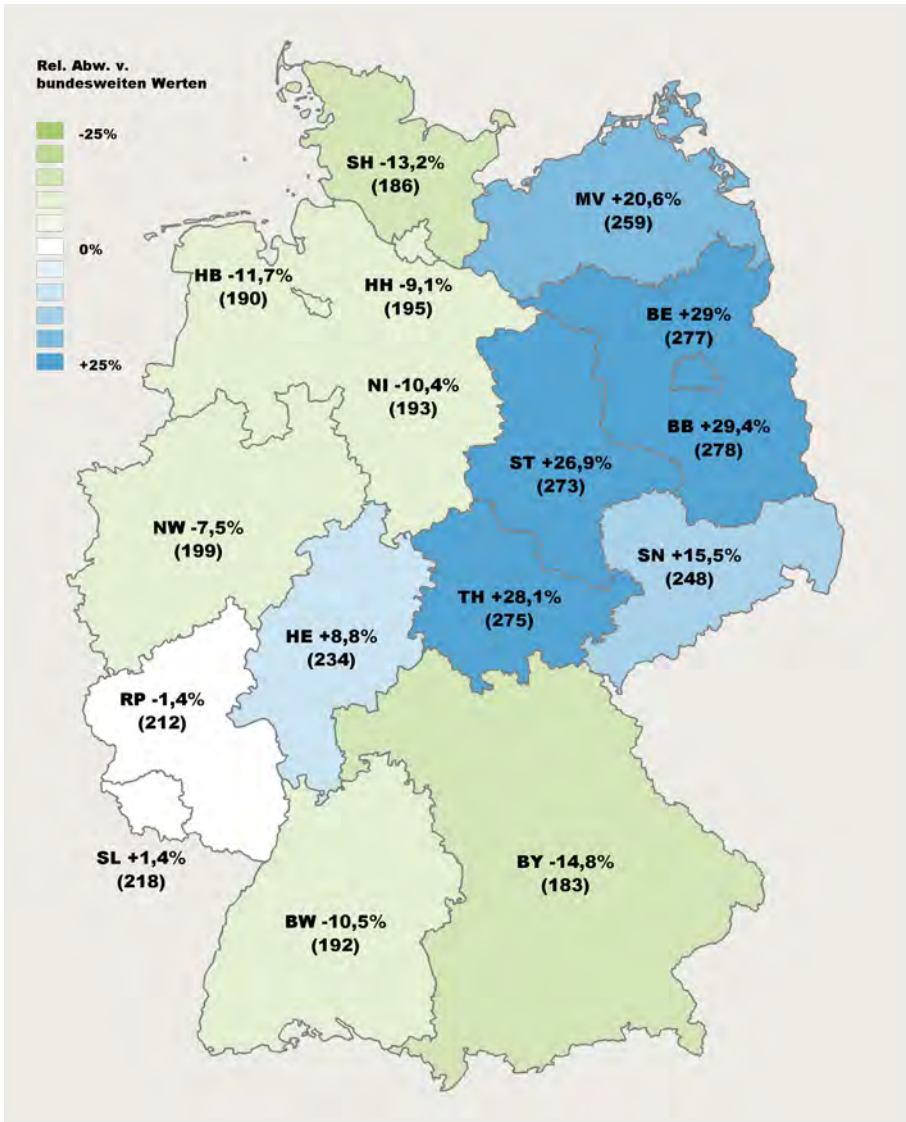 Rel. Abw. v.
bundesweiten Werten
-25%
0%
+25%
SH -13,2%
(186)
MV +20,6%
(259)
HB -11,7%
(190)
HH -9,1%
(195)
BE +29%
(277)
NI -10,4%
(193)
BB +29,4%
(278)
ST +26,9%
(273)
NW -7,5%
(199)
SN +15,5%
(248)
TH +28,1%
(275)
HE +8,8%
(234)
RP -1,4%
(212)
SL +1,4%
(218)
BY -14,8%
(183)
BW -10,5%
(192)